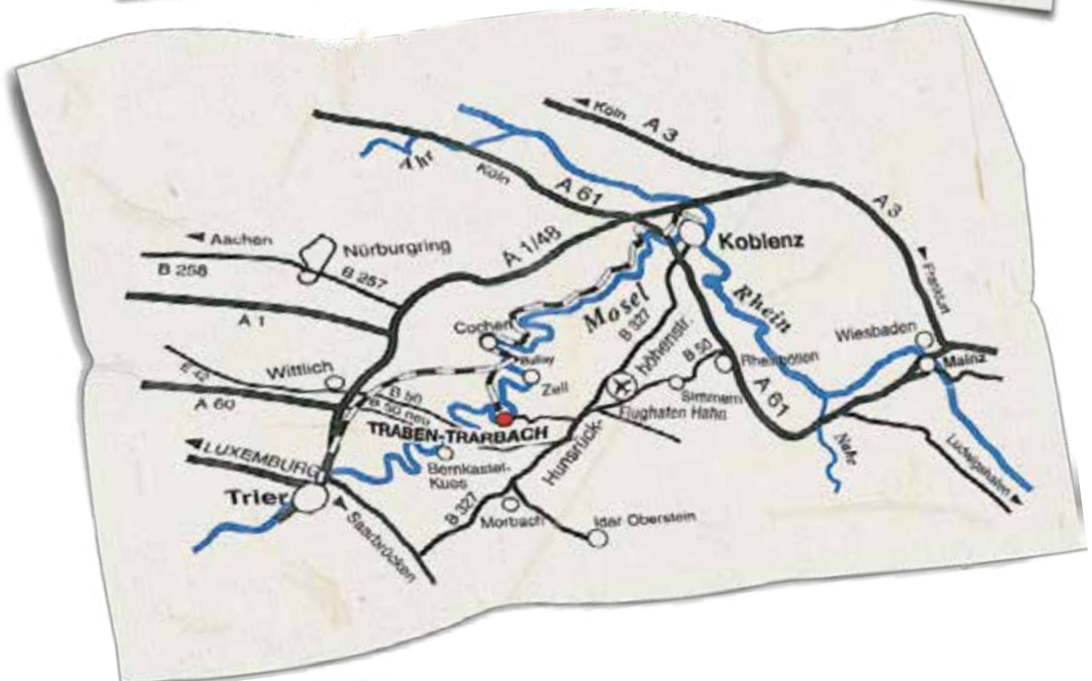 Köln
A 3
Ahr
Köln
A 61
A 3
Aachen
Nürburgring
A 1/48
Koblenz
B 258
B 257
Frankfurt
Mosel
Rhein
A 1
Cochem
B 327
Wiesbaden
höhenstr.
Bullay
B 50
Rheinböllen
Mainz
Wittlich
E 42
Zell
A 61
Simmern
A 60
B 50
B 50 neu
Flughafen Hahn
TRABEN-TRARBACH
LUXEMBURG
Hunsrück-
Nahe
Bernkastel-
Kues
Ludwigshafen
Trier
B 327
Morbach
Idar Oberstein
Saarbrücken